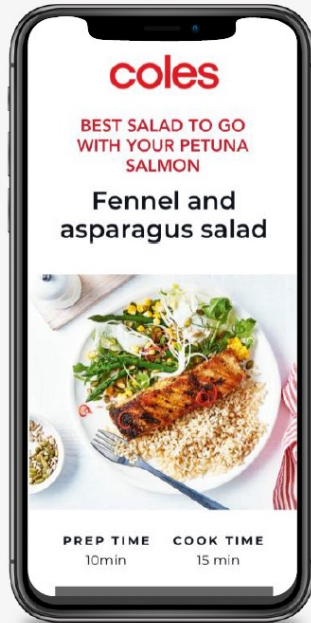 coles
BEST SALAD TO GO
WITH YOUR PETUNA
SALMON
Fennel and
asparagus salad
PREP TIME COOK TIME
10min 15 min